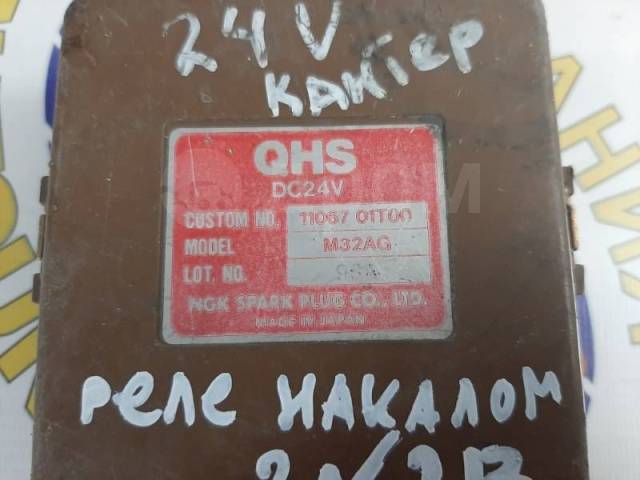 24V
кантер
QHS
DC24V
CUSTOM NO. 11067 01T00
MODEL M32AG
LOT. NO.
NGK SPARK PLUG CO., LTD.
MADE IN JAPAN
реле накалом